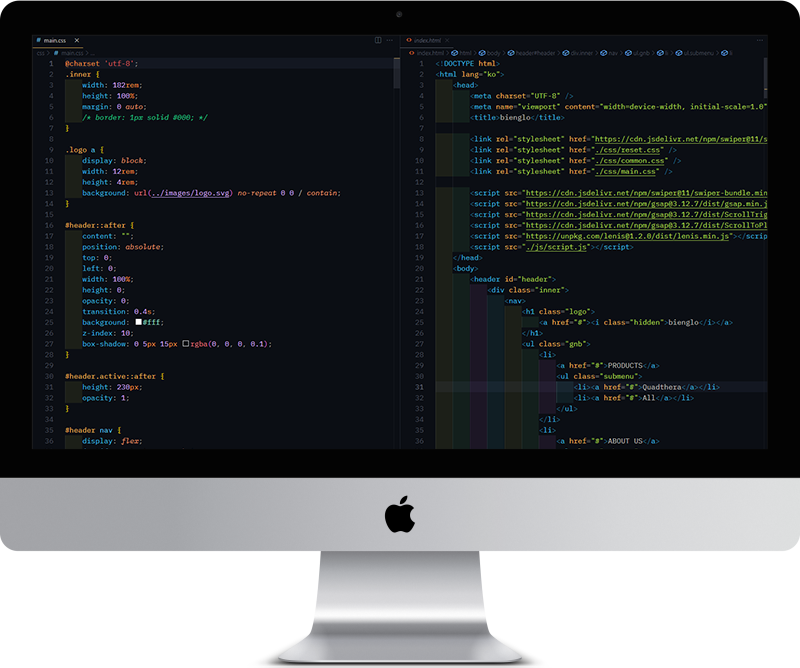 # main.css ×
css > # main.css > ...
1 @charset 'utf-8';
2 .inner {
3 width: 182rem;
4 height: 100%;
5 margin: 0 auto;
6 /* border: 1px solid #000; */
7 }
8
9 .logo a {
10 display: block;
11 width: 12rem;
12 height: 4rem;
13 background: url(../images/logo.svg) no-repeat 0 0 / contain;
14 }
15
16 #header::after {
17 content: "";
18 position: absolute;
19 top: 0;
20 left: 0;
21 width: 100%;
22 height: 0;
23 opacity: 0;
24 transition: 0.4s;
25 background: #fff;
26 z-index: 10;
27 box-shadow: 0 5px 15px rgba(0, 0, 0, 0.1);
28 }
29
30 #header.active::after {
31 height: 230px;
32 opacity: 1;
33 }
34
35 #header nav {
36 display: flex;
<> index.html ×
<> index.html > html > body > header#header > div.inner > nav > ul.gnb > li > ul.submenu > li
1 <!DOCTYPE html>
2 <html lang="ko">
3 <head>
4 <meta charset="UTF-8" />
5 <meta name="viewport" content="width=device-width, initial-scale=1.0"
6 <title>bienglo</title>
7
8 <link rel="stylesheet" href="https://cdn.jsdelivr.net/npm/swiper@11/s
9 <link rel="stylesheet" href="./css/reset.css" />
10 <link rel="stylesheet" href="./css/common.css" />
11 <link rel="stylesheet" href="./css/main.css" />
12
13 <script src="https://cdn.jsdelivr.net/npm/swiper@11/swiper-bundle.min
14 <script src="https://cdn.jsdelivr.net/npm/gsap@3.12.7/dist/gsap.min.j
15 <script src="https://cdn.jsdelivr.net/npm/gsap@3.12.7/dist/ScrollTrig
16 <script src="https://cdn.jsdelivr.net/npm/gsap@3.12.7/dist/ScrollToPl
17 <script src="https://unpkg.com/lenis@1.2.0/dist/lenis.min.js"></scrip
18 <script src="./js/script.js"></script>
19 </head>
20 <body>
21 <header id="header">
22 <div class="inner">
23 <nav>
24 <h1 class="logo">
25 <a href="#"><i class="hidden">bienglo</i></a>
26 </h1>
27 <ul class="gnb">
28 <li>
29 <a href="#">PRODUCTS</a>
30 <ul class="submenu">
31 <li><a href="#">Quadthera</a></li>
32 <li><a href="#">All</a></li>
33 </ul>
34 </li>
35 <li>
36 <a href="#">ABOUT US</a>